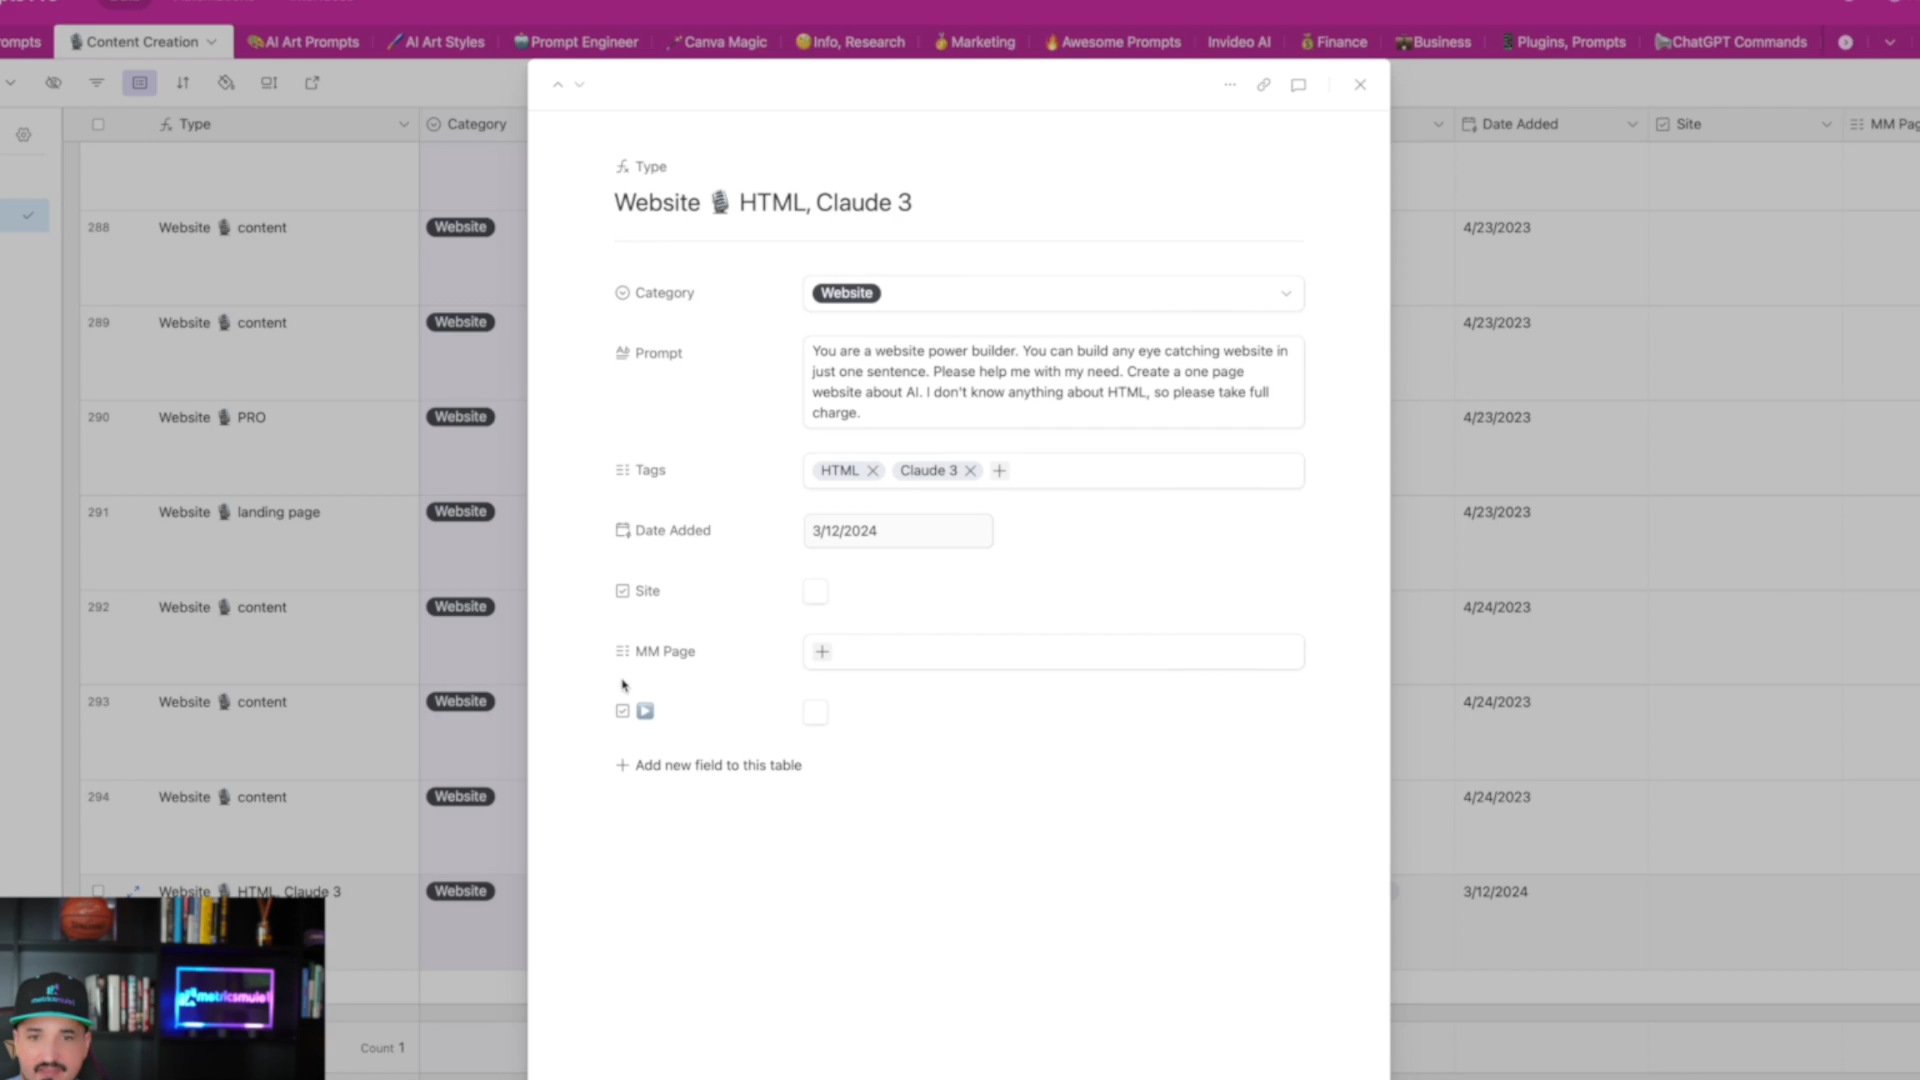 Content Creation
AI Art Prompts
AI Art Styles
Prompt Engineer
Canva Magic
Info, Research
Marketing
Awesome Prompts
Invideo AI
Finance
Business
Plugins, Prompts
ChatGPT Commands
Type
Category
Date Added
Site
MM Pag
288
Website content
Website
4/23/2023
289
Website content
Website
4/23/2023
290
Website PRO
Website
4/23/2023
291
Website landing page
Website
4/23/2023
292
Website content
Website
4/24/2023
293
Website content
Website
4/24/2023
294
Website content
Website
4/24/2023
Website HTML, Claude 3
Website
3/12/2024
Count 1
Type
Website HTML, Claude 3
Category
Website
Prompt
You are a website power builder. You can build any eye catching website in
just one sentence. Please help me with my need. Create a one page
website about AI. I don't know anything about HTML, so please take full
charge.
Tags
HTML
Claude 3
Date Added
3/12/2024
Site
MM Page
Add new field to this table